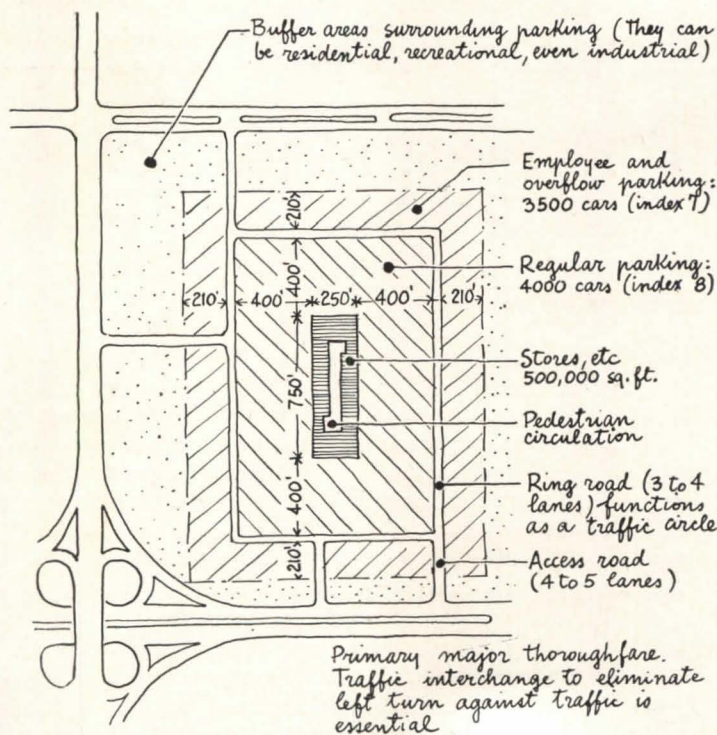 Buffer areas surrounding parking (They can
be residential, recreational, even industrial)
Employee and
overflow parking:
3500 cars (index 7)
210'
Regular parking:
4000 cars (index 8)
400'
210' 400' 250' 400' 210'
Stores, etc
500,000 sq. ft.
750'
Pedestrian
circulation
Ring road (3 to 4
lanes) functions
as a traffic circle
400'
Access road
(4 to 5 lanes)
210'
Primary major thoroughfare.
Traffic interchange to eliminate
left turn against traffic is
essential